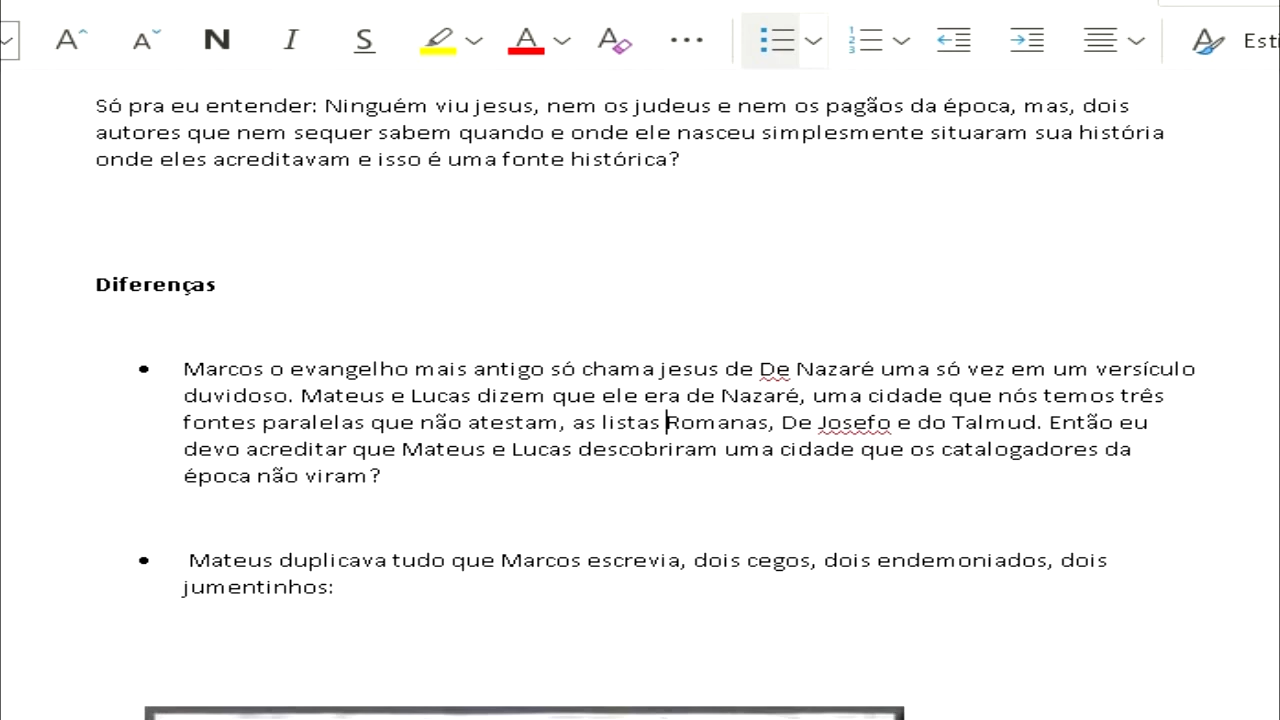 N I S A A Esti
Só pra eu entender: Ninguém viu jesus, nem os judeus e nem os pagãos da época, mas, dois
autores que nem sequer sabem quando e onde ele nasceu simplesmente situaram sua história
onde eles acreditavam e isso é uma fonte histórica?
Diferenças
• Marcos o evangelho mais antigo só chama jesus de De Nazaré uma só vez em um versículo
duvidoso. Mateus e Lucas dizem que ele era de Nazaré, uma cidade que nós temos três
fontes paralelas que não atestam, as listas Romanas, De Josefo e do Talmud. Então eu
devo acreditar que Mateus e Lucas descobriram uma cidade que os catalogadores da
época não viram?
• Mateus duplicava tudo que Marcos escrevia, dois cegos, dois endemoniados, dois
jumentinhos: